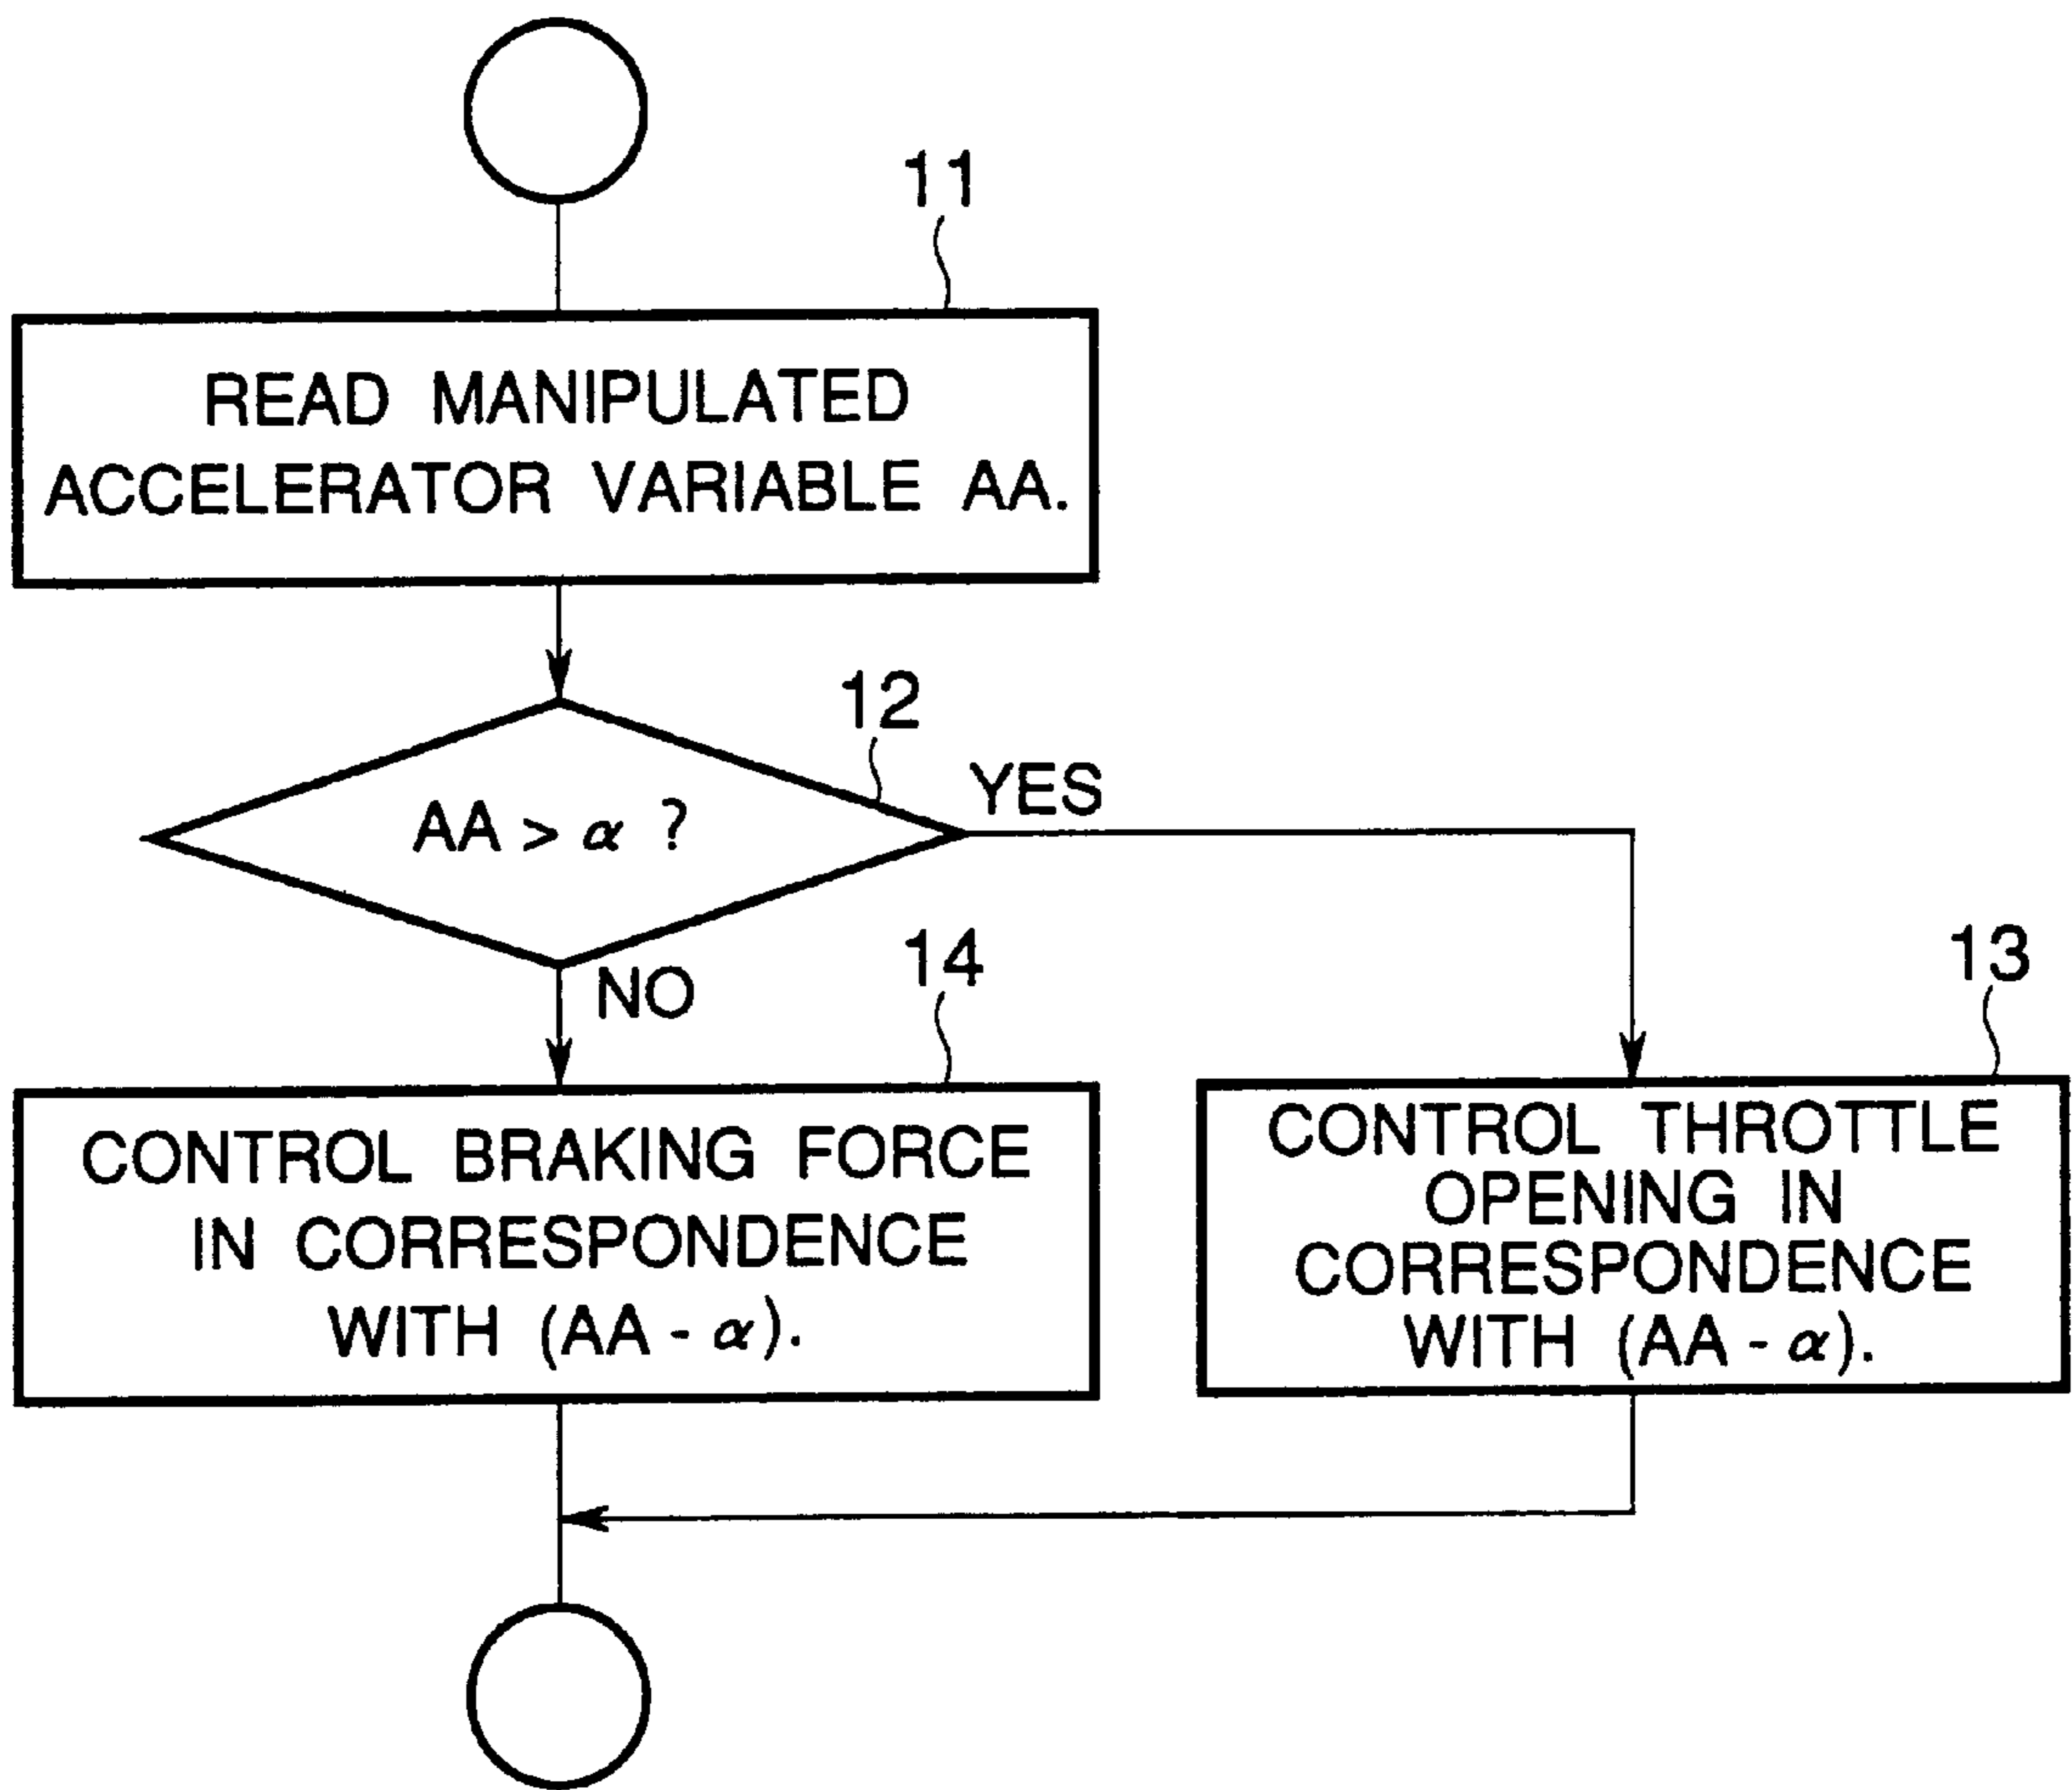 11
READ MANIPULATED
ACCELERATOR VARIABLE AA.
12
AA > α ?
YES
NO
14
CONTROL BRAKING FORCE
IN CORRESPONDENCE
WITH (AA - α).
13
CONTROL THROTTLE
OPENING IN
CORRESPONDENCE
WITH (AA - α).